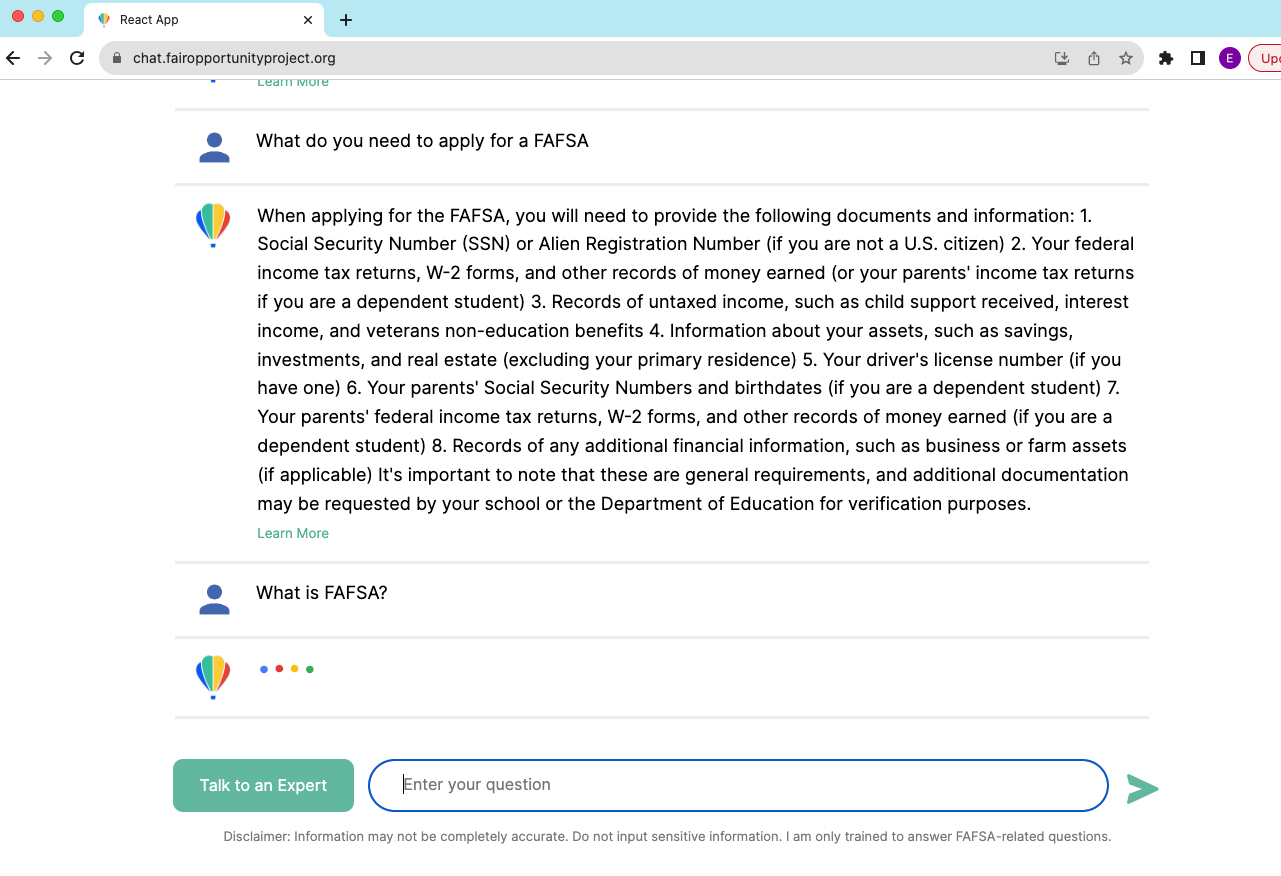 React App
chat.fairopportunityproject.org
E
Learn More
What do you need to apply for a FAFSA
When applying for the FAFSA, you will need to provide the following documents and information: 1.
Social Security Number (SSN) or Alien Registration Number (if you are not a U.S. citizen) 2. Your federal
income tax returns, W-2 forms, and other records of money earned (or your parents' income tax returns
if you are a dependent student) 3. Records of untaxed income, such as child support received, interest
income, and veterans non-education benefits 4. Information about your assets, such as savings,
investments, and real estate (excluding your primary residence) 5. Your driver's license number (if you
have one) 6. Your parents' Social Security Numbers and birthdates (if you are a dependent student) 7.
Your parents' federal income tax returns, W-2 forms, and other records of money earned (if you are a
dependent student) 8. Records of any additional financial information, such as business or farm assets
(if applicable) It's important to note that these are general requirements, and additional documentation
may be requested by your school or the Department of Education for verification purposes.
Learn More
What is FAFSA?
Talk to an Expert
Enter your question
Disclaimer: Information may not be completely accurate. Do not input sensitive information. I am only trained to answer FAFSA-related questions.